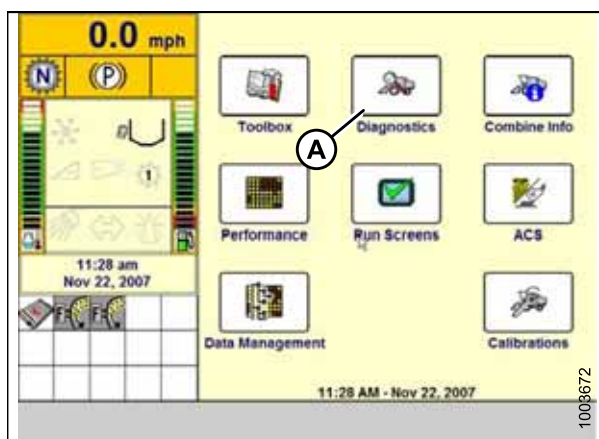 0.0 mph
N
P
1
11:28 am
Nov 22, 2007
Toolbox
Diagnostics
Combine Info
A
Performance
Run Screens
ACS
Data Management
Calibrations
11:28 AM - Nov 22, 2007
1003672